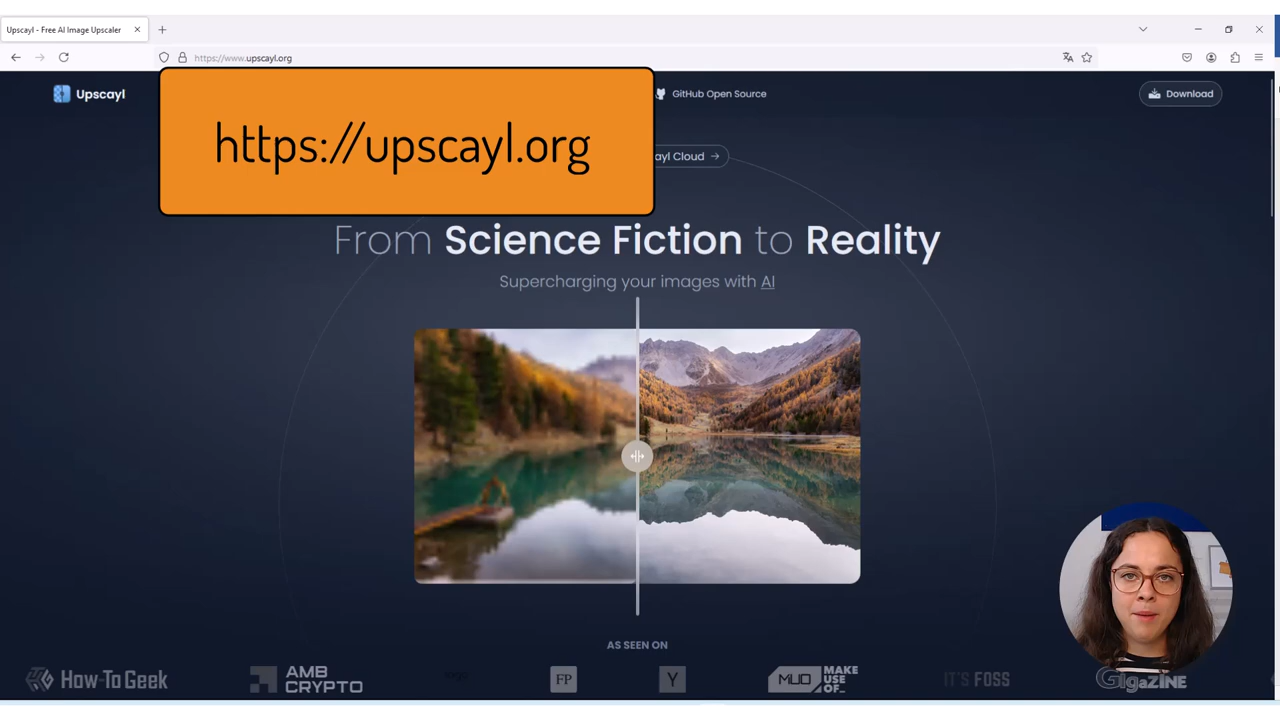 Upscayl - Free AI Image Upscaler
https://www.upscayl.org
Upscayl
GitHub Open Source
Download
https://upscayl.org
Cloud
From Science Fiction to Reality
Supercharging your images with AI
AS SEEN ON
How-To Geek
AMB
CRYPTO
FP
Y
MUO
MAKE
USE
OF_
IT'S FOSS
GIGAZINE